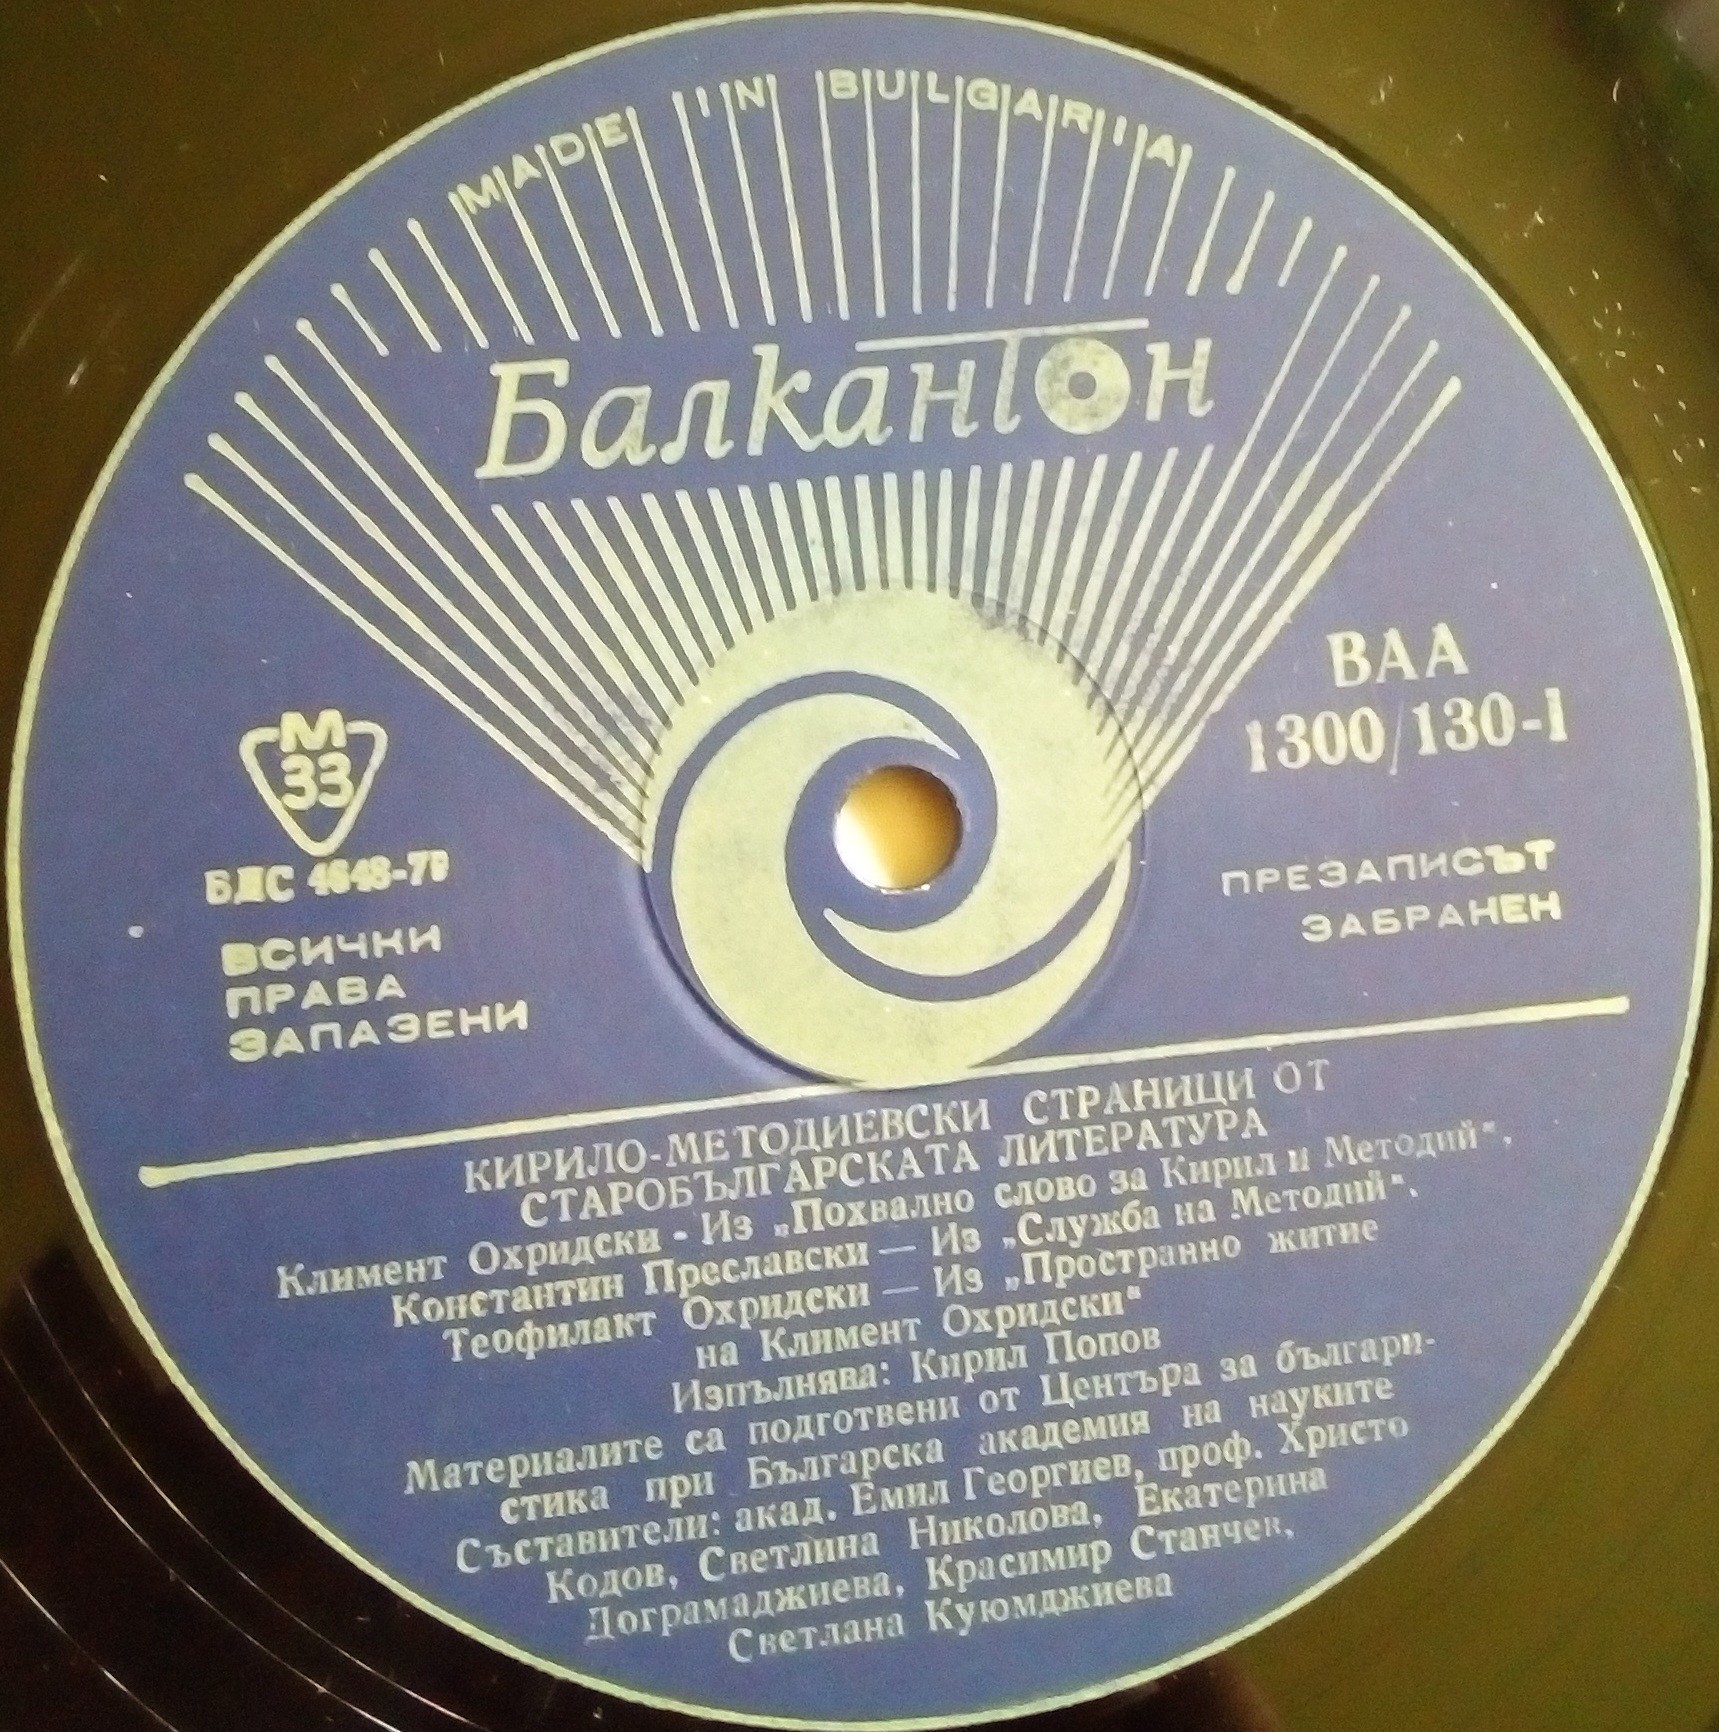 MADE IN BULGARIA
Балкантон
ВАА
1300/130-I
М
33
БДС
ВСИЧКИ
ПРАВА
ЗАПАЗЕНИ
ПРЕЗАПИСЪТ
ЗАБРАНЕН
КИРИЛО-МЕТОДИЕВСКИ СТРАНИЦИ ОТ
СТАРОБЪЛГАРСКАТА ЛИТЕРАТУРА
Климент Охридски - Из „Похвално слово за Кирил и Методий“,
Константин Преславски — Из „Служба на Методий“,
Теофилакт Охридски — Из „Пространно житие
на Климент Охридски“
Изпълнява: Кирил Попов
Материалите са подготвени от Центъра за българи-
стика при Българска академия на науките
Съставители: акад. Емил Георгиев, проф. Христо
Кодов, Светлина Николова, Екатерина
Дограмаджиева, Красимир Станчев,
Светлана Куюмджиева